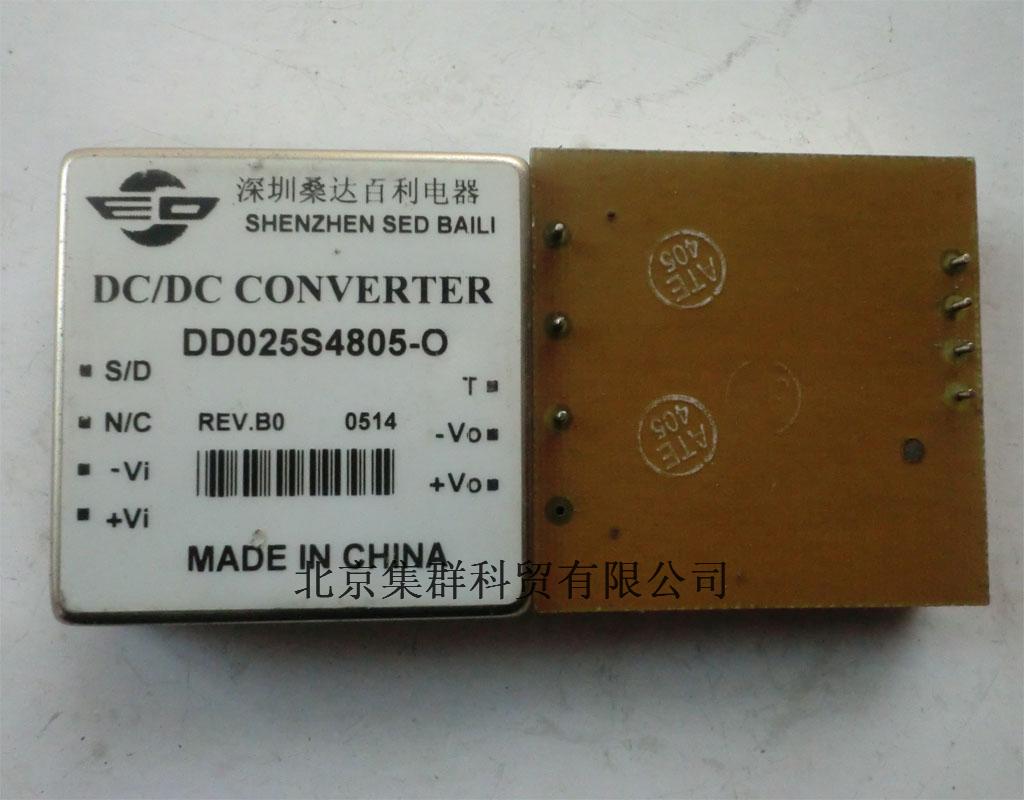 深圳桑达百利电器
SHENZHEN SED BAILI
DC/DC CONVERTER
DD025S4805-O
S/D
T
N/C
REV.B0 0514
-Vo
-Vi
+Vo
+Vi
MADE IN CHINA
北京集群科贸有限公司
ATE
405
ATE
405